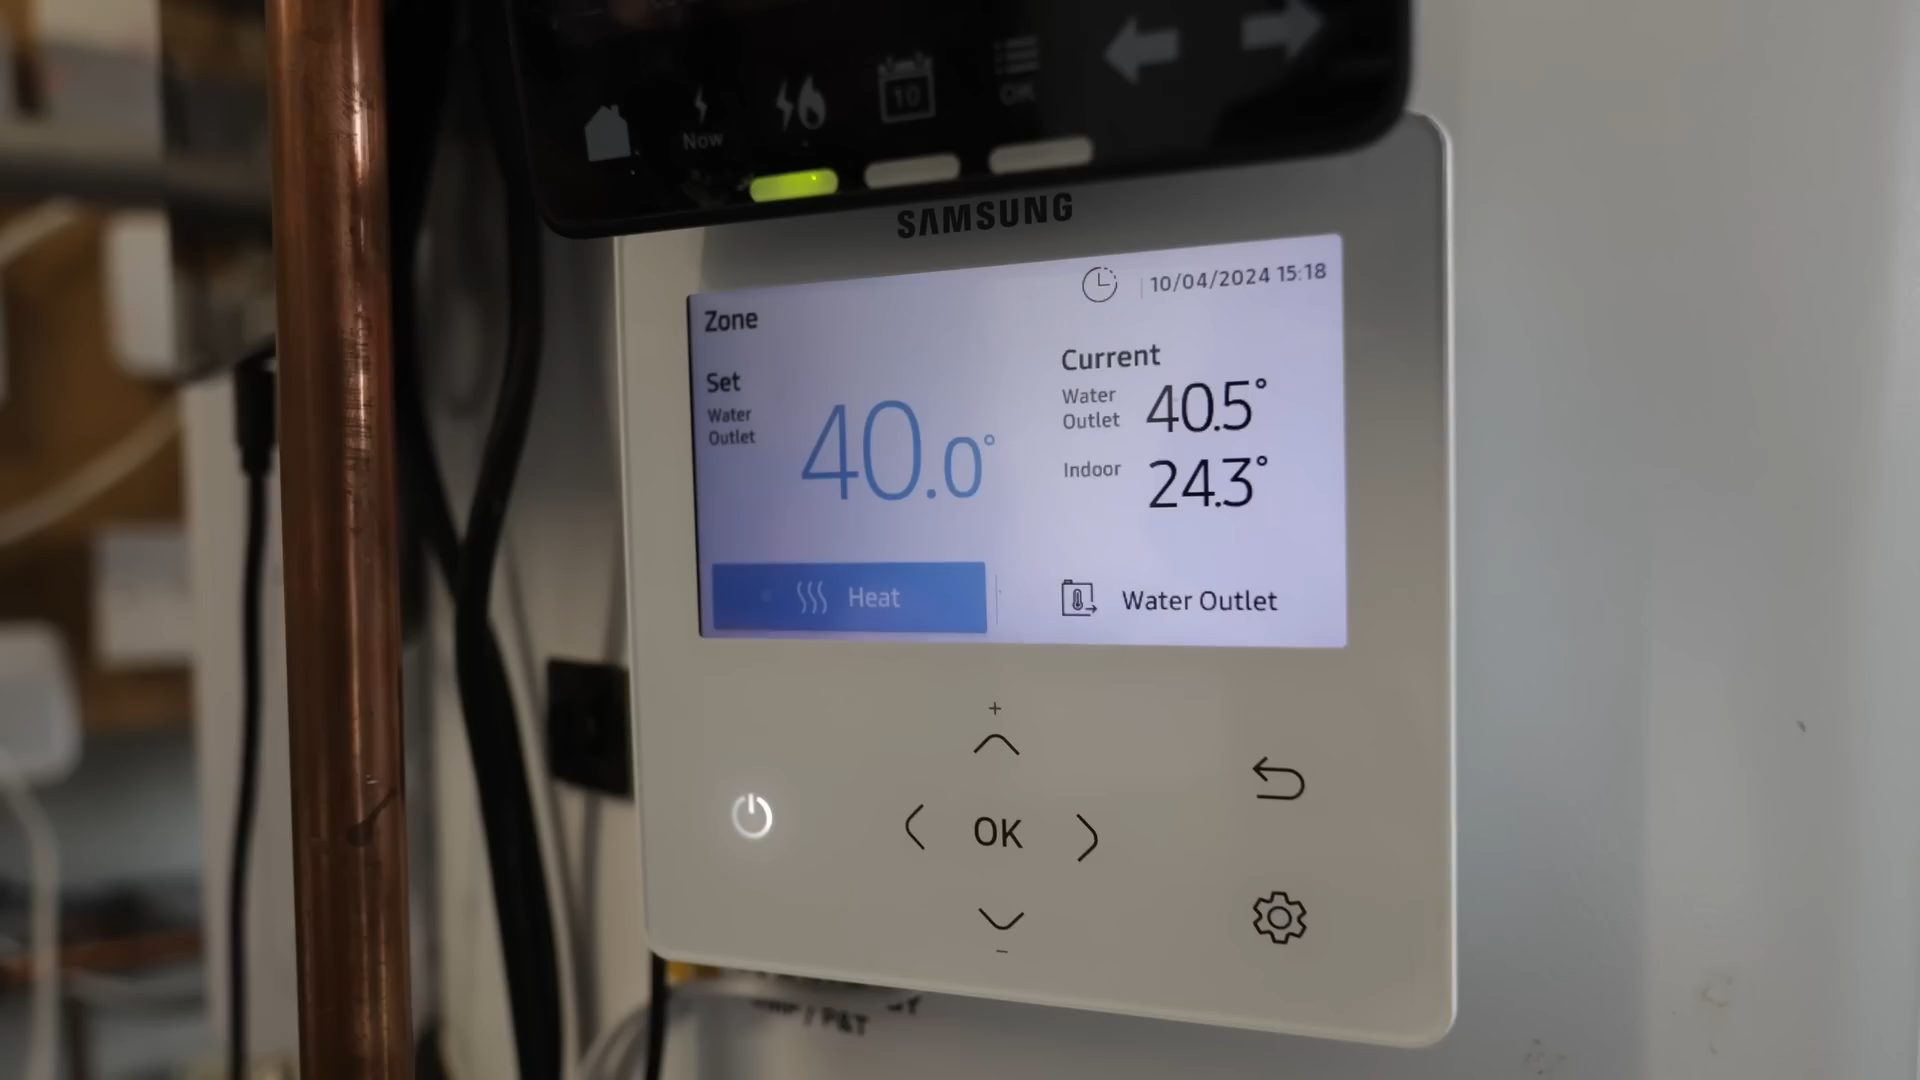 10
OK
Now
SAMSUNG
10/04/2024 15:18
Zone
Set
Water
Outlet
40.0°
Current
Water
Outlet
40.5°
Indoor
24.3°
Heat
Water Outlet
+
OK
-
/ P&T